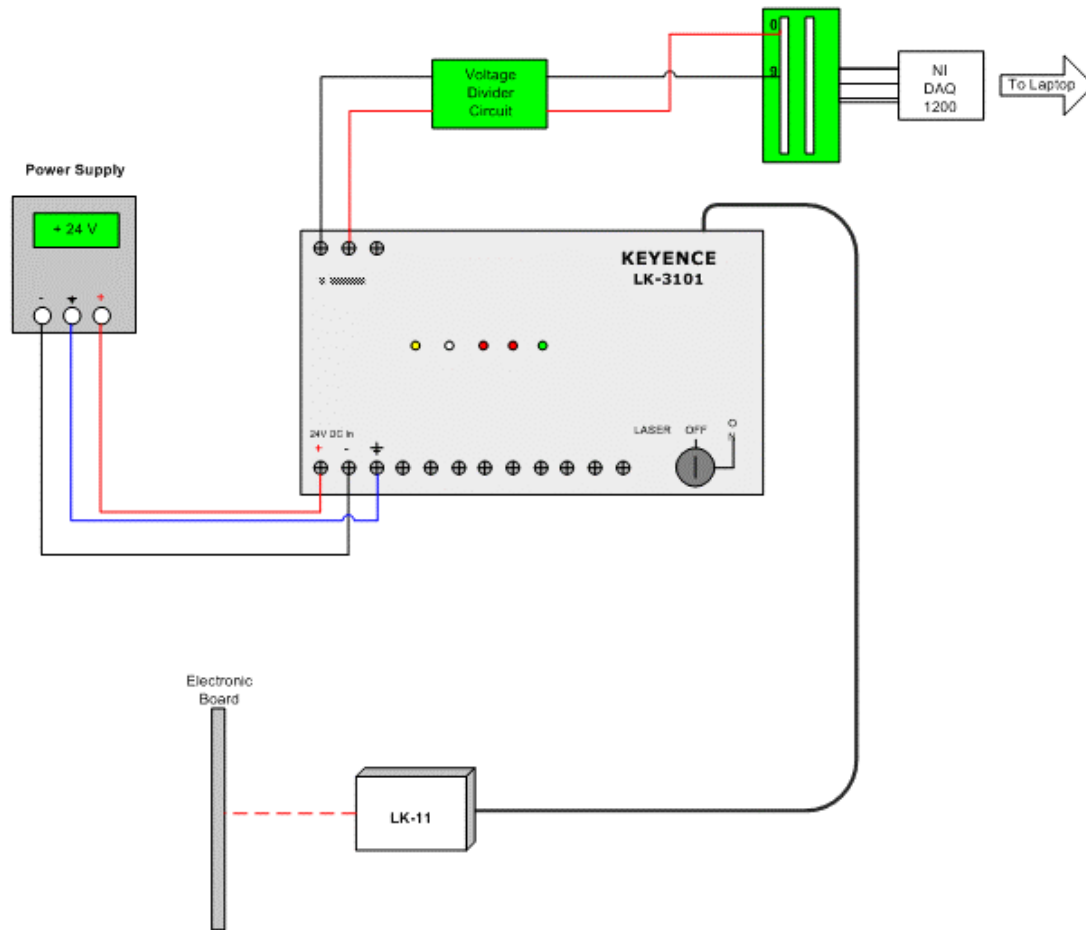 Voltage
Divider
Circuit
0
9
NI
DAQ
1200
To Laptop
Power Supply
+ 24 V
- +
KEYENCE
LK-3101
24V DC In
+ -
LASER OFF ON
Electronic
Board
LK-11